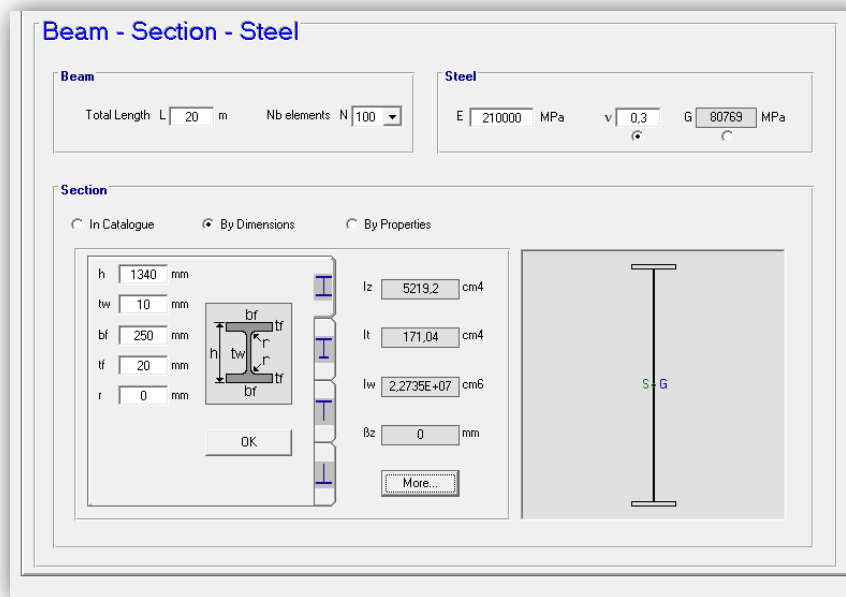 Beam - Section - Steel
Beam
Total Length L 20 m Nb elements N 100
Steel
E 210000 MPa ν 0,3 G 80769 MPa
Section
In Catalogue By Dimensions By Properties
h 1340 mm
tw 10 mm
bf 250 mm
tf 20 mm
r 0 mm
bf
tf
r
h tw
r
tf
bf
OK
Iz 5219,2 cm4
It 171,04 cm4
Iw 2,2735E+07 cm6
ßz 0 mm
More...
S G